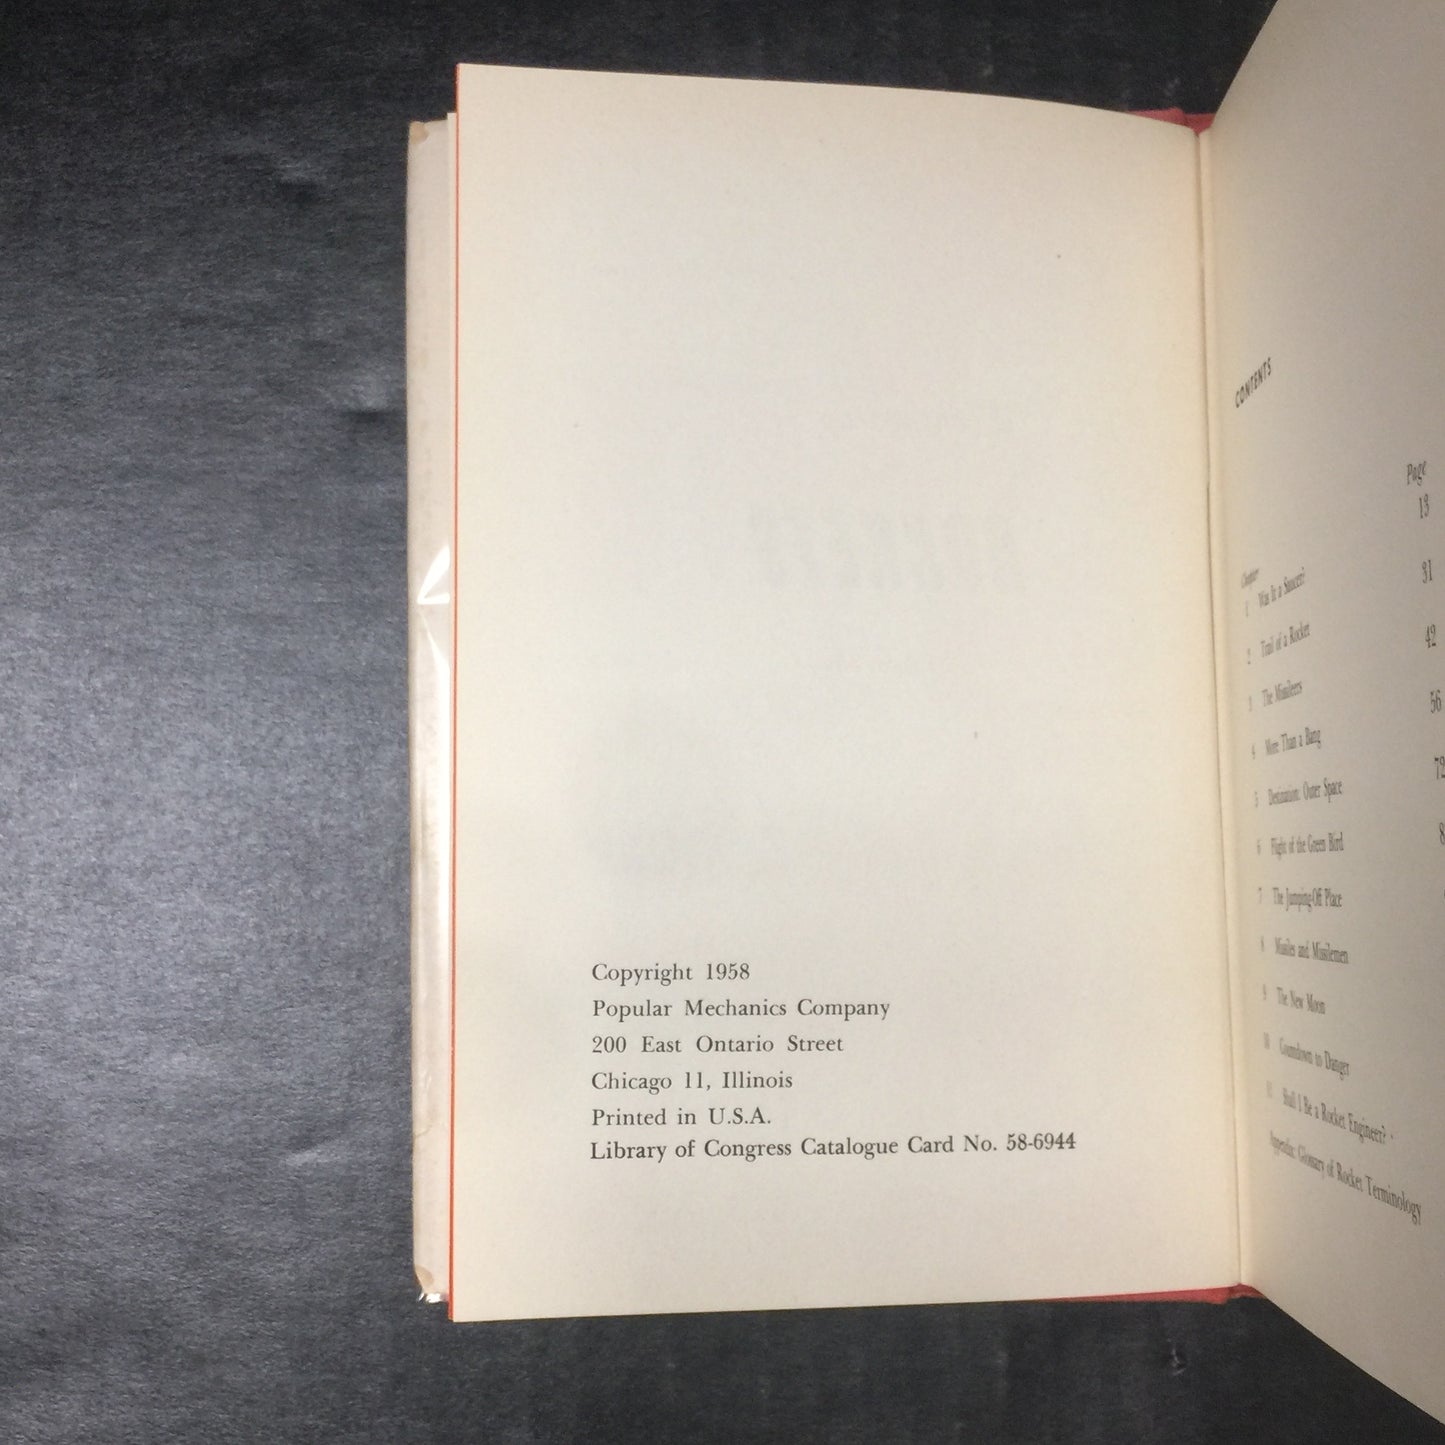 Copyright 1958
Popular Mechanics Company
200 East Ontario Street
Chicago 11, Illinois
Printed in U.S.A.
Library of Congress Catalogue Card No. 58-6944
CONTENTS
Page
Chapter
13
1 Was It a Saucer?
31
2 Trail of a Rocket
42
3 The Missileers
56
4 More Than a Bang
72
5 Destination: Outer Space
6 Flight of the Green Bird
7 The Jumping-Off Place
8 Missiles and Missilemen
9 The New Moon
10 Countdown to Danger
11 Shall I Be a Rocket Engineer?
Appendix: Glossary of Rocket Terminology